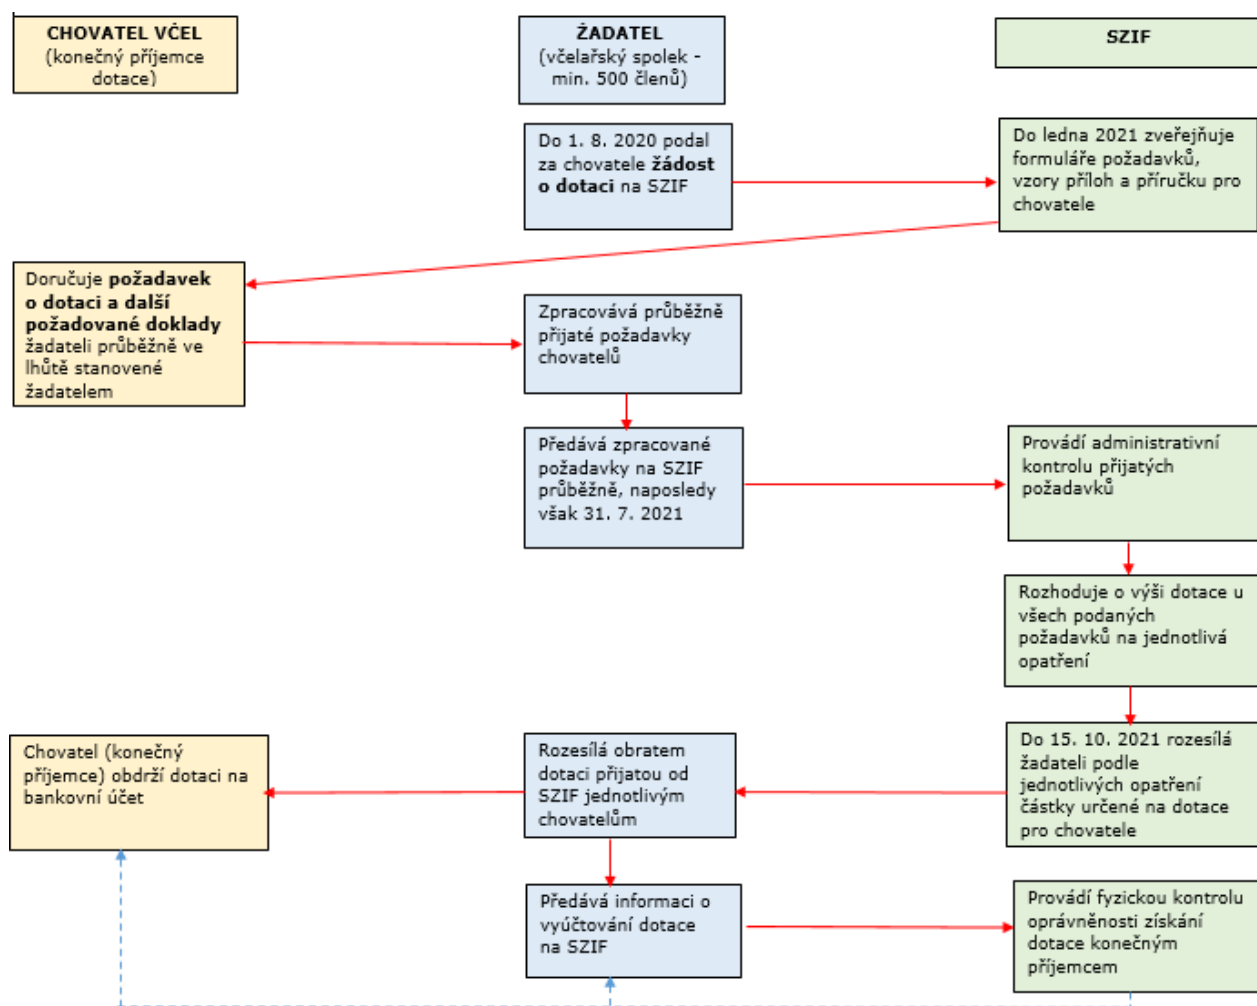 CHOVATEL VČEL
(konečný příjemce
dotace)
ŽADATEL
(včelařský spolek -
min. 500 členů)
SZIF
Do 1. 8. 2020 podal
za chovatele žádost
o dotaci na SZIF
Do ledna 2021 zveřejňuje
formuláře požadavků,
vzory příloh a příručku pro
chovatele
Doručuje požadavek
o dotaci a další
požadované doklady
žadateli průběžně ve
lhůtě stanovené
žadatelem
Zpracovává průběžně
přijaté požadavky
chovatelů
Předává zpracované
požadavky na SZIF
průběžně, naposledy
však 31. 7. 2021
Provádí administrativní
kontrolu přijatých
požadavků
Rozhoduje o výši dotace u
všech podaných
požadavků na jednotlivá
opatření
Do 15. 10. 2021 rozesílá
žadateli podle
jednotlivých opatření
částky určené na dotace
pro chovatele
Rozesílá obratem
dotaci přijatou od
SZIF jednotlivým
chovatelům
Chovatel (konečný
příjemce) obdrží dotaci na
bankovní účet
Předává informaci o
vyúčtování dotace
na SZIF
Provádí fyzickou kontrolu
oprávněnosti získání
dotace konečným
příjemcem